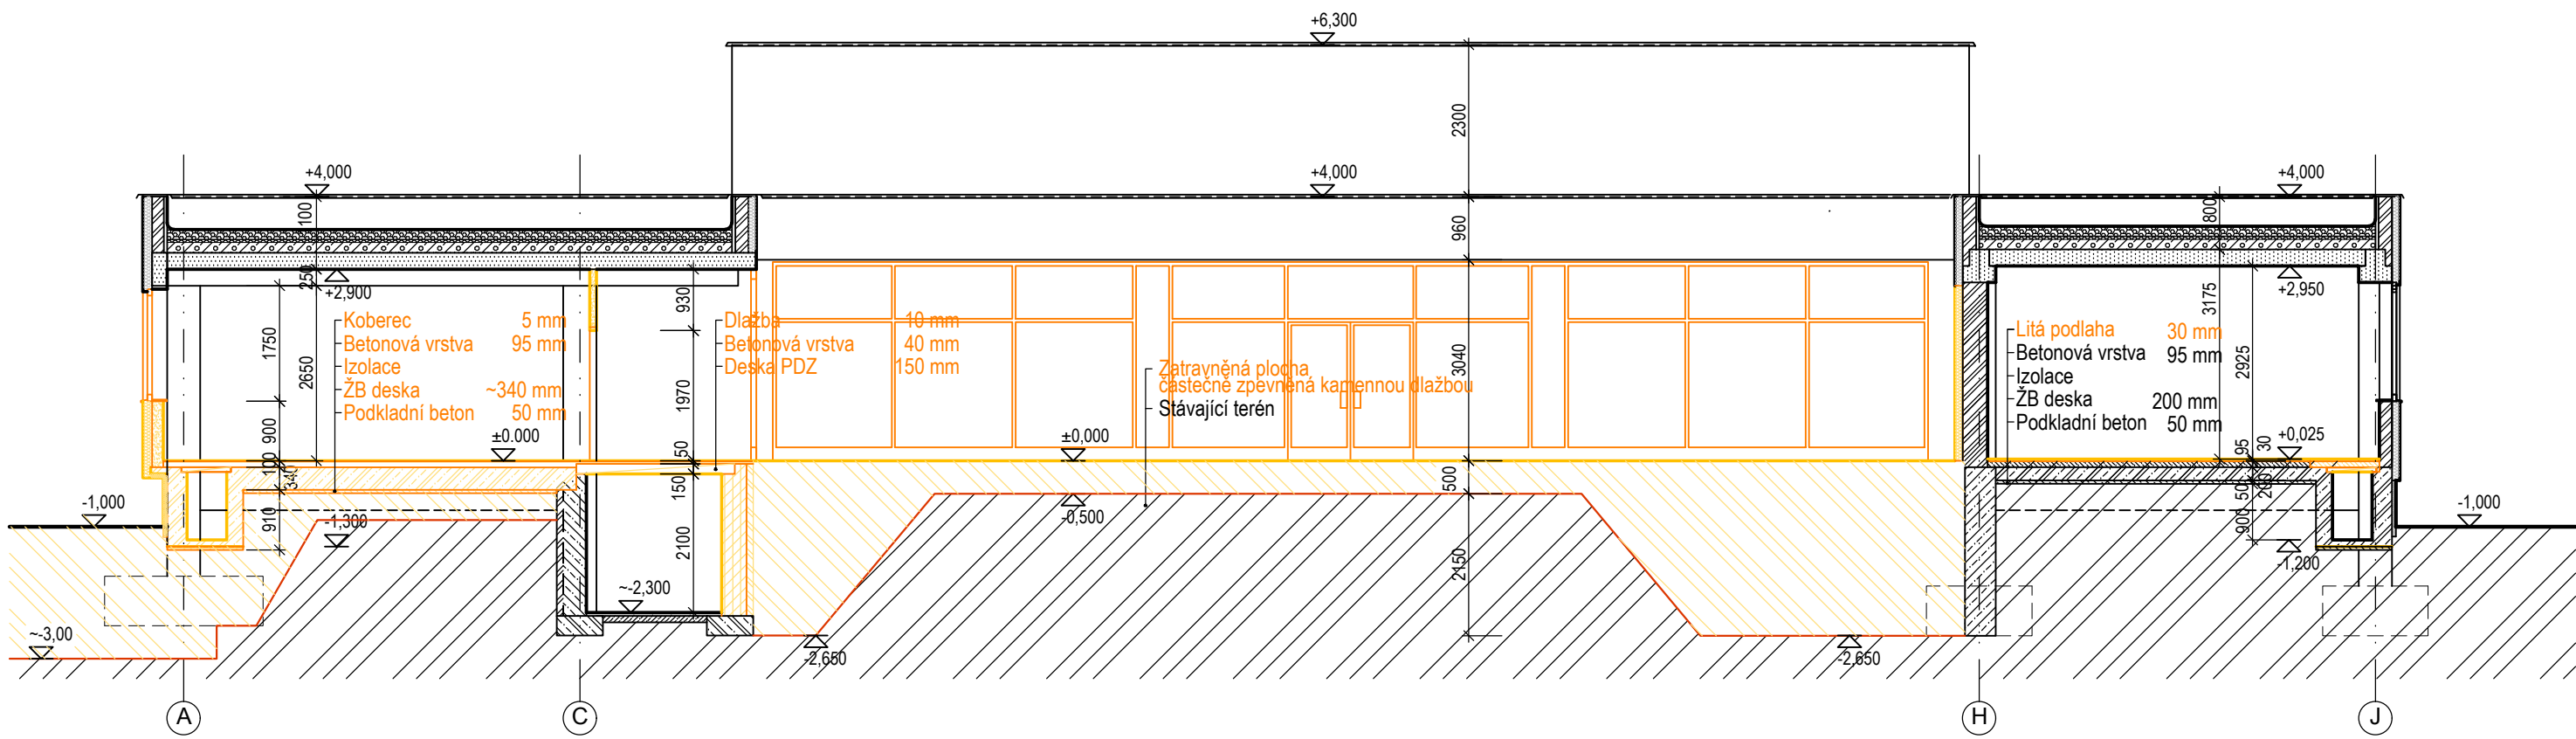 +6,300
2300
+4,000
+4,000
+4,000
100
960
800
250
+2,900
930
3175
+2,950
1750
2650
Koberec 5 mm
Betonová vrstva 95 mm
Izolace
ŽB deska ~340 mm
Podkladní beton 50 mm
Dlažba 10 mm
Betonová vrstva 40 mm
Deska PDZ 150 mm
1970
Zatravněná plocha
částečně zpevněná kamennou dlažbou
Stávající terén
3040
Litá podlaha 30 mm
Betonová vrstva 95 mm
Izolace
ŽB deska 200 mm
Podkladní beton 50 mm
2925
900
±0.000
50
±0,000
+0,025
95
30
100
340
150
500
50
200
-1,000
910
-1,300
-0,500
900
-1,000
2100
2150
-1,200
~-2,300
~-3,00
-2,650
-2,650
A
C
H
J